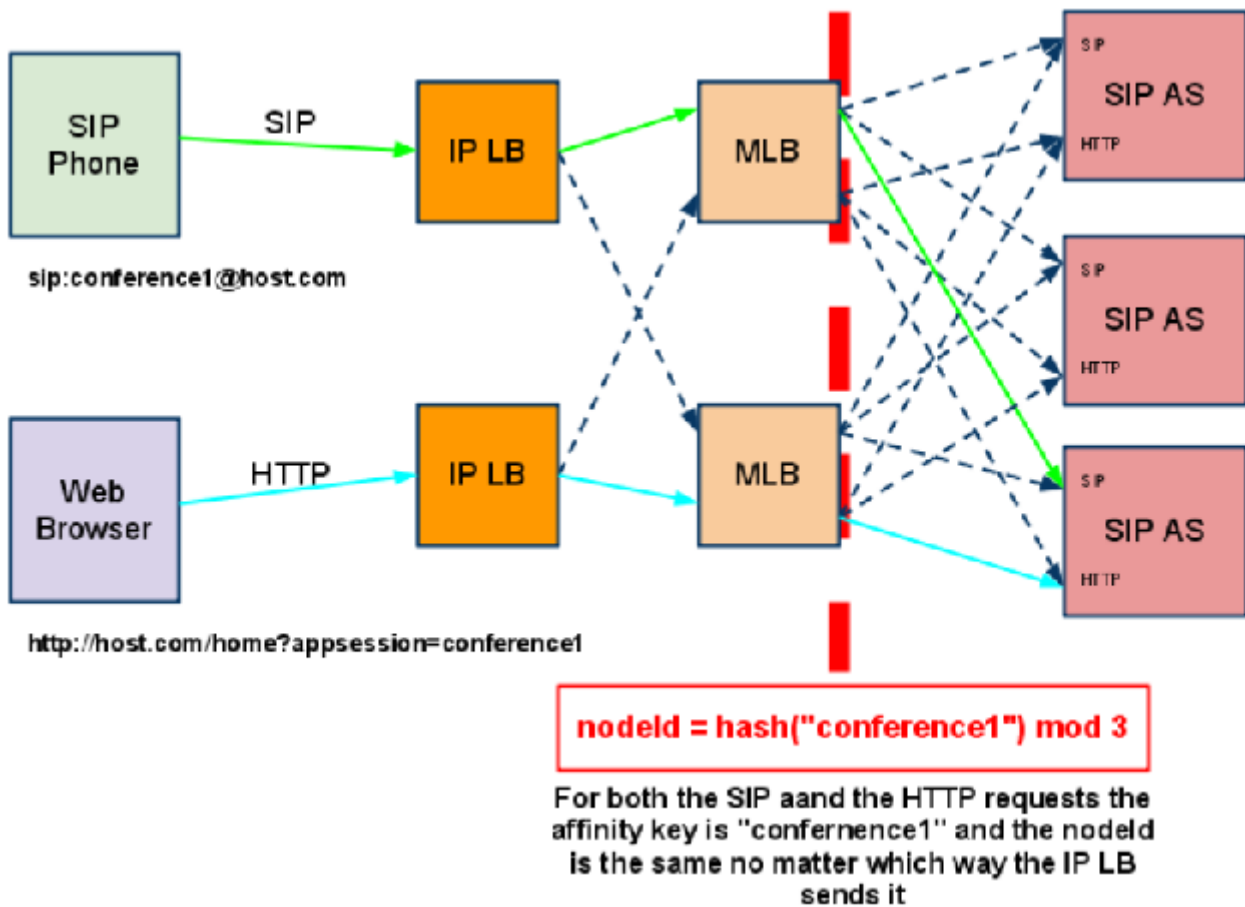 SIP
Phone
sip:conference1@host.com
SIP
IP LB
MLB
SIP
SIP AS
HTTP
SIP
SIP AS
HTTP
Web
Browser
http://host.com/home?appsession=conference1
HTTP
IP LB
MLB
SIP
SIP AS
HTTP
nodeId = hash("conference1") mod 3
For both the SIP aand the HTTP requests the
affinity key is "confernence1" and the nodeId
is the same no matter which way the IP LB
sends it